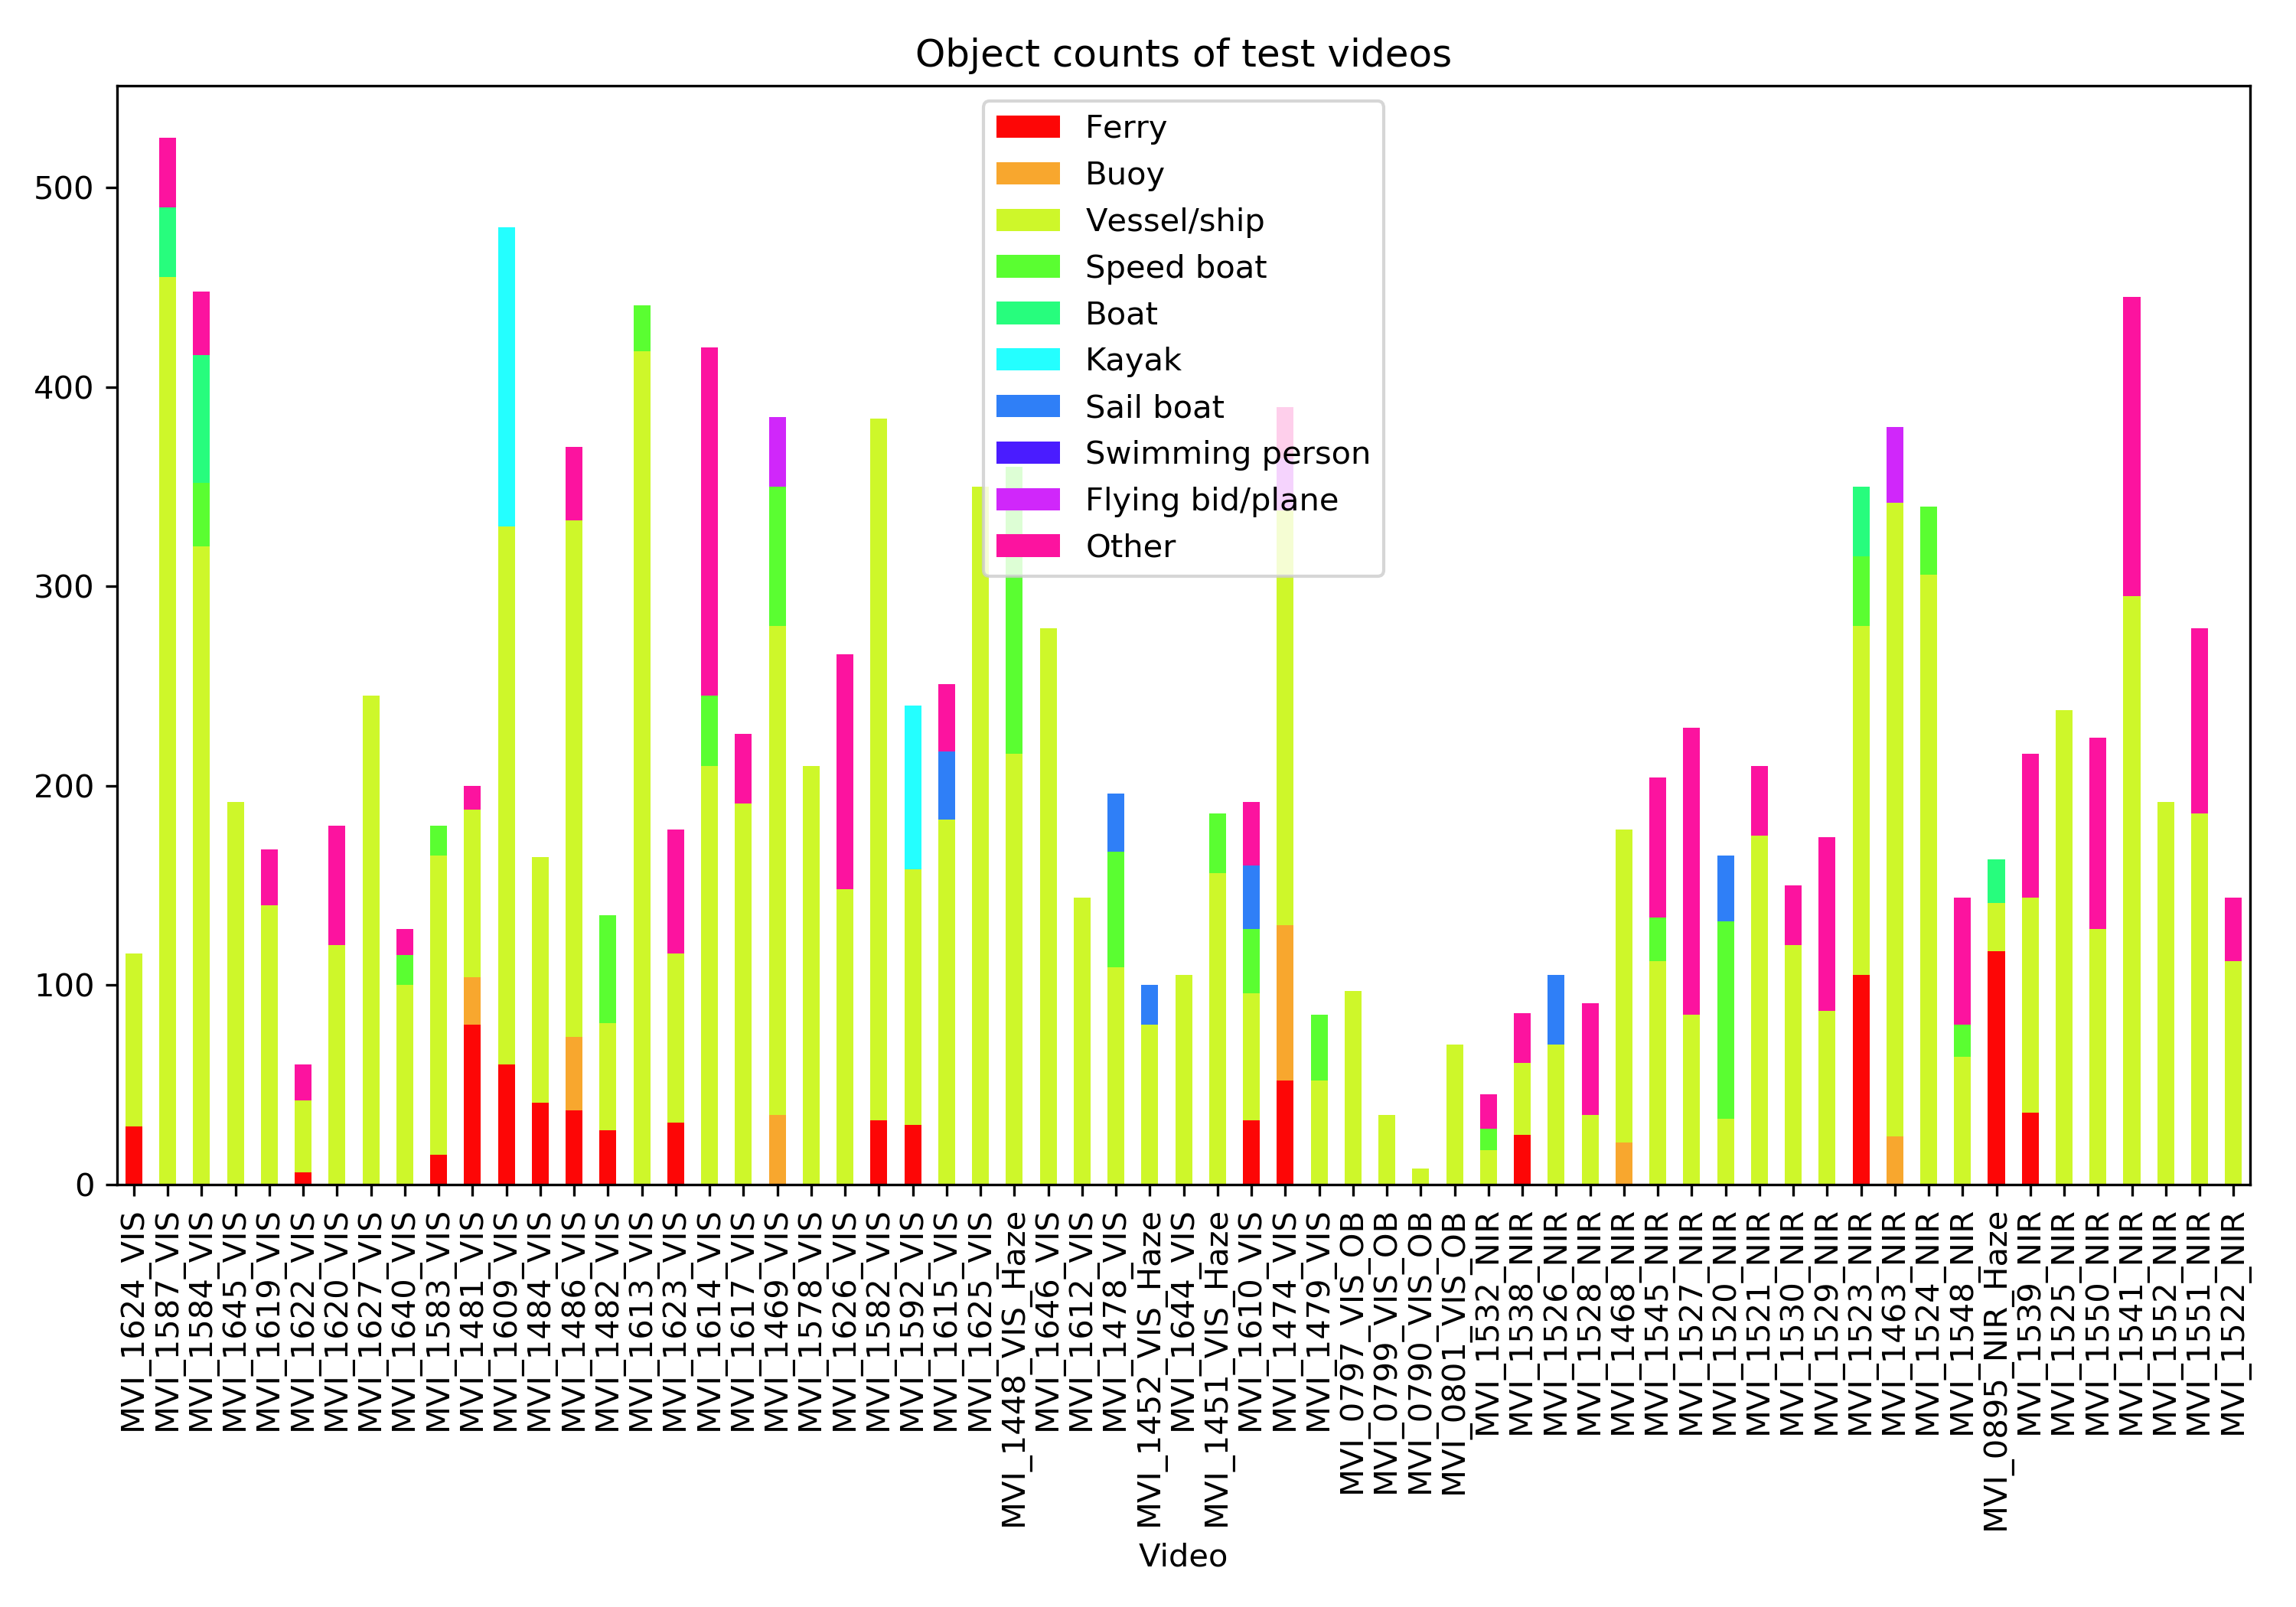 Object counts of test videos
Ferry
Buoy
Vessel/ship
Speed boat
Boat
Kayak
Sail boat
Swimming person
Flying bid/plane
Other
500
400
300
200
100
0
MVI_1624_VIS
MVI_1587_VIS
MVI_1584_VIS
MVI_1645_VIS
MVI_1619_VIS
MVI_1622_VIS
MVI_1620_VIS
MVI_1627_VIS
MVI_1640_VIS
MVI_1583_VIS
MVI_1481_VIS
MVI_1609_VIS
MVI_1484_VIS
MVI_1486_VIS
MVI_1482_VIS
MVI_1613_VIS
MVI_1623_VIS
MVI_1614_VIS
MVI_1617_VIS
MVI_1469_VIS
MVI_1578_VIS
MVI_1626_VIS
MVI_1582_VIS
MVI_1592_VIS
MVI_1615_VIS
MVI_1625_VIS
MVI_1448_VIS_Haze
MVI_1646_VIS
MVI_1612_VIS
MVI_1478_VIS
MVI_1452_VIS_Haze
MVI_1644_VIS
MVI_1451_VIS_Haze
MVI_1610_VIS
MVI_1474_VIS
MVI_1479_VIS
MVI_0797_VIS_OB
MVI_0799_VIS_OB
MVI_0790_VIS_OB
MVI_0801_VIS_OB
MVI_1532_NIR
MVI_1538_NIR
MVI_1526_NIR
MVI_1528_NIR
MVI_1468_NIR
MVI_1545_NIR
MVI_1527_NIR
MVI_1520_NIR
MVI_1521_NIR
MVI_1530_NIR
MVI_1529_NIR
MVI_1523_NIR
MVI_1463_NIR
MVI_1524_NIR
MVI_1548_NIR
MVI_0895_NIR_Haze
MVI_1539_NIR
MVI_1525_NIR
MVI_1550_NIR
MVI_1541_NIR
MVI_1552_NIR
MVI_1551_NIR
MVI_1522_NIR
Video